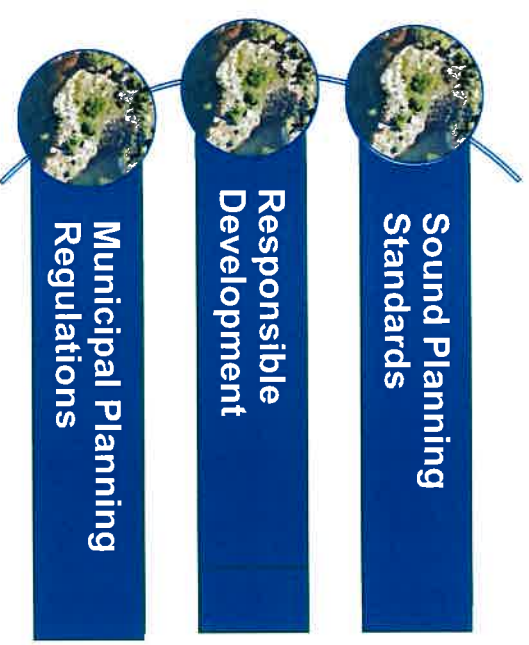 Sound Planning
Standards
Responsible
Development
Municipal Planning
Regulations